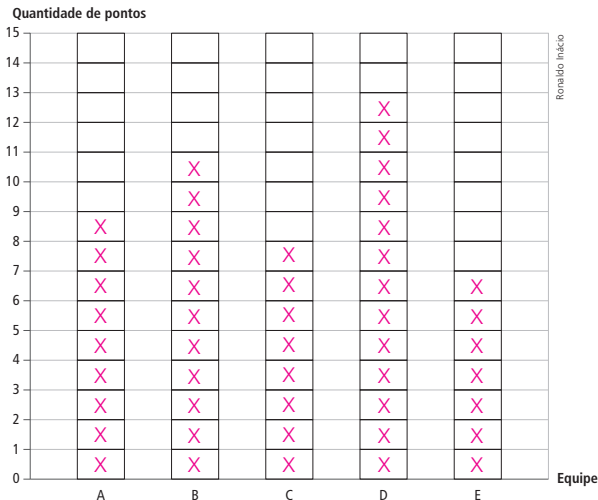 Quantidade de pontos
15
14
13
12
11
10
9
8
7
6
5
4
3
2
1
0
X X X X X X X X X
X X X X X X X X X X X
X X X X X X X X
X X X X X X X X X X X X X
X X X X X X X
A B C D E
Equipe
Ronaldo Inácio